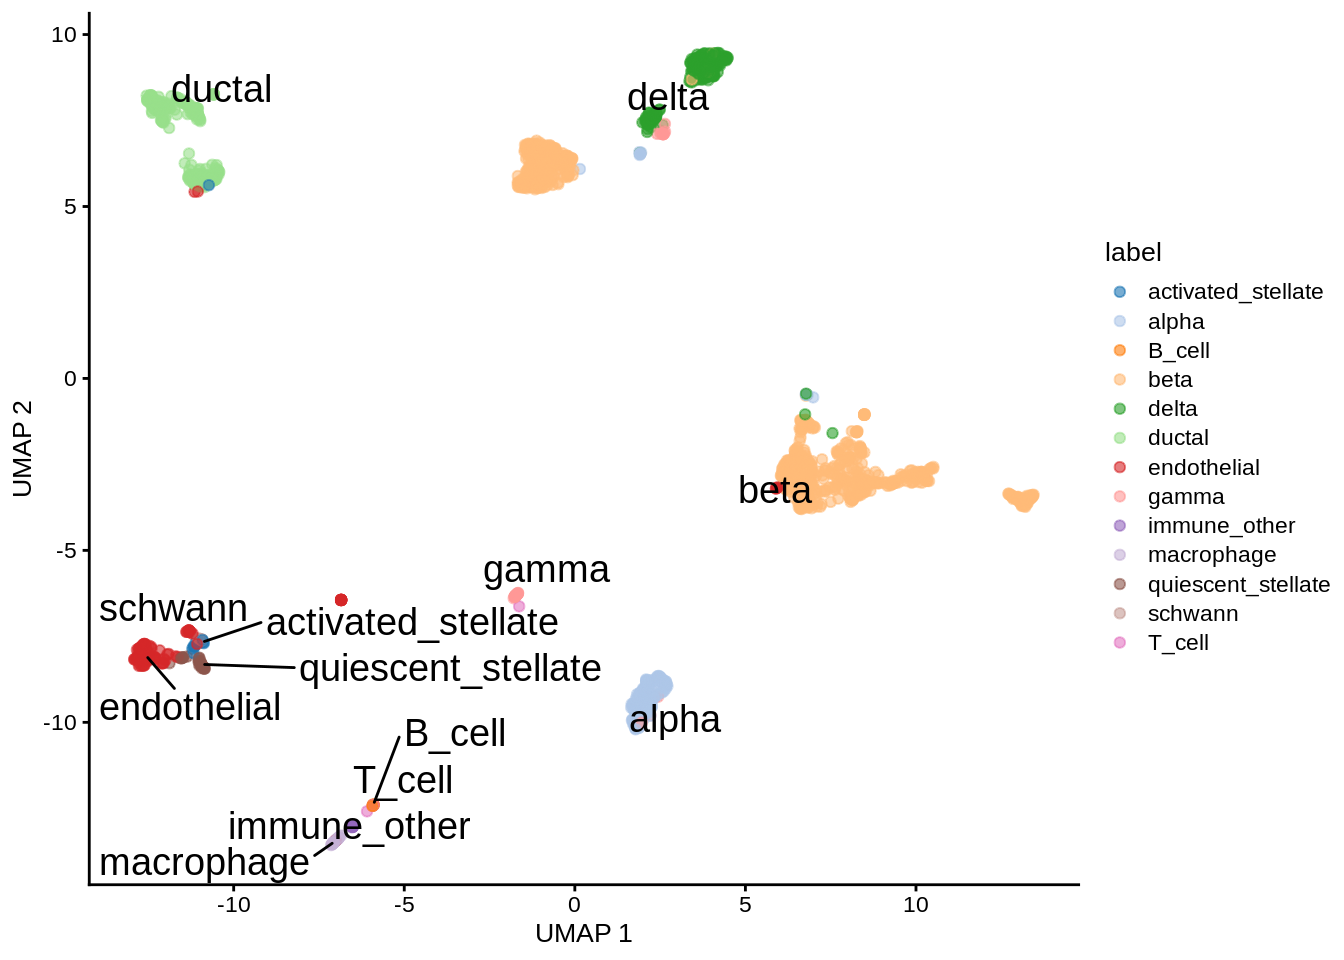 10
5
0
-5
-10
UMAP 2
ductal
delta
beta
gamma
schwann
activated_stellate
quiescent_stellate
endothelial
alpha
B_cell
T_cell
immune_other
macrophage
-10
-5
0
5
10
UMAP 1
label
activated_stellate
alpha
B_cell
beta
delta
ductal
endothelial
gamma
immune_other
macrophage
quiescent_stellate
schwann
T_cell